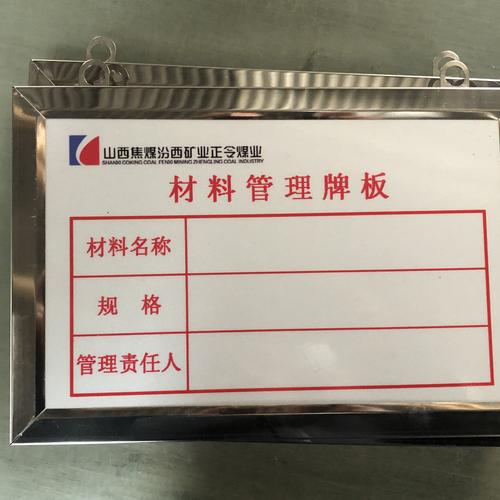 山西焦煤汾西矿业正令煤业
SHANXI COKING COAL FENXI MINING ZHENGLING COAL INDUSTRY
材料管理牌板
材料名称
规 格
管理责任人